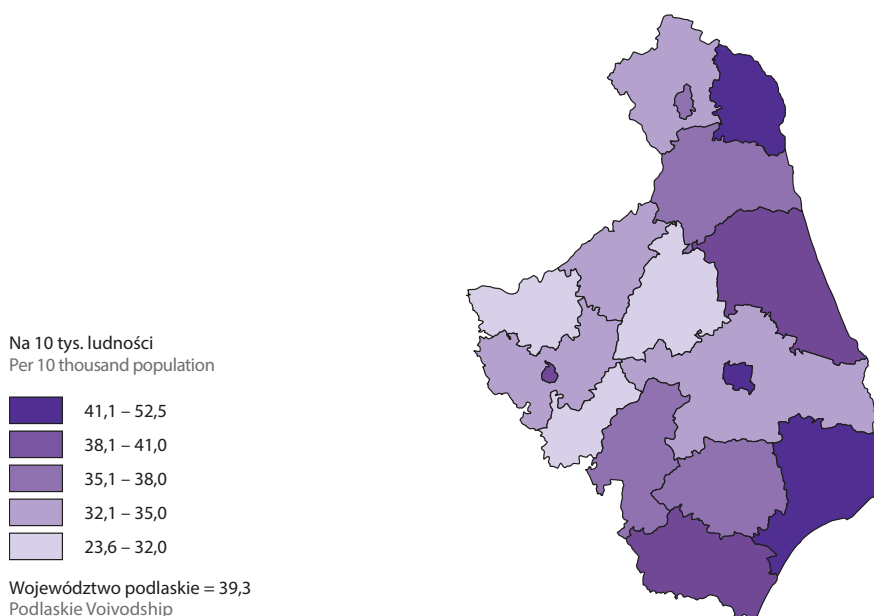 Na 10 tys. ludności
Per 10 thousand population
41,1 – 52,5
38,1 – 41,0
35,1 – 38,0
32,1 – 35,0
23,6 – 32,0
Województwo podlaskie = 39,3
Podlaskie Voivodship